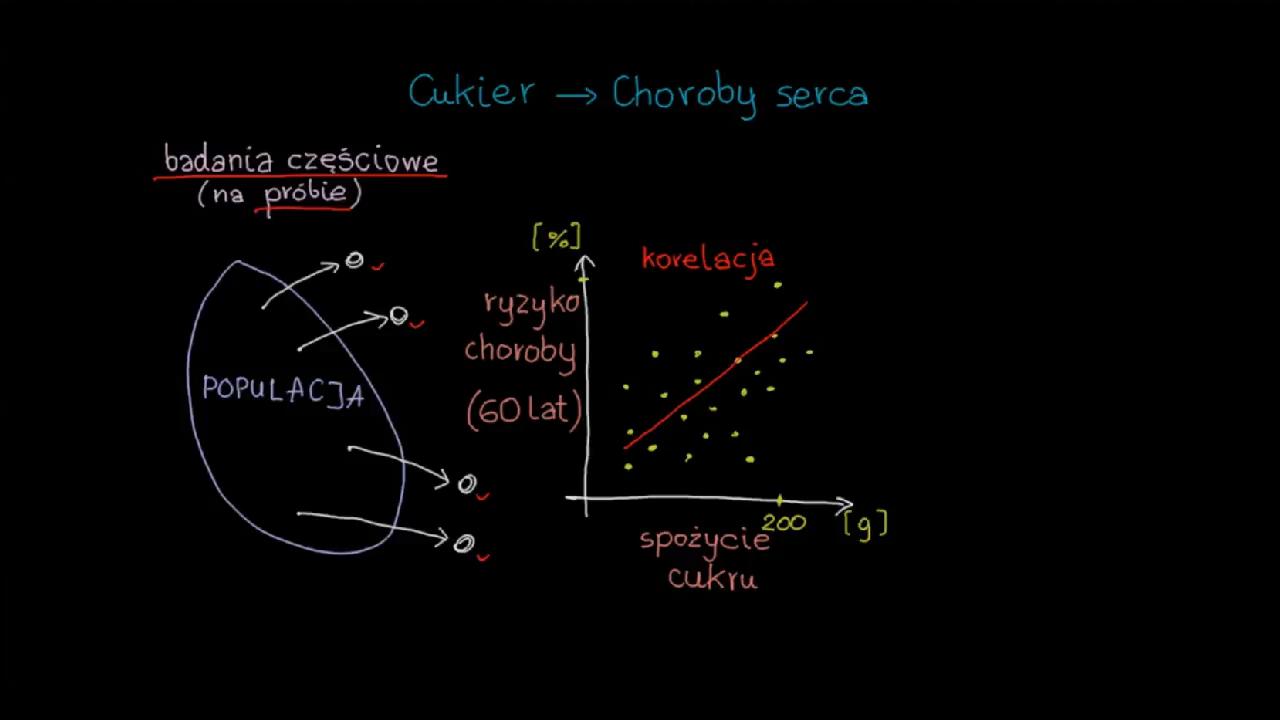 Cukier → Choroby serca
badania częściowe
(na próbie)
POPULACJA
[%]
korelacja
ryzyko
choroby
(60 lat)
200
[g]
spożycie
cukru